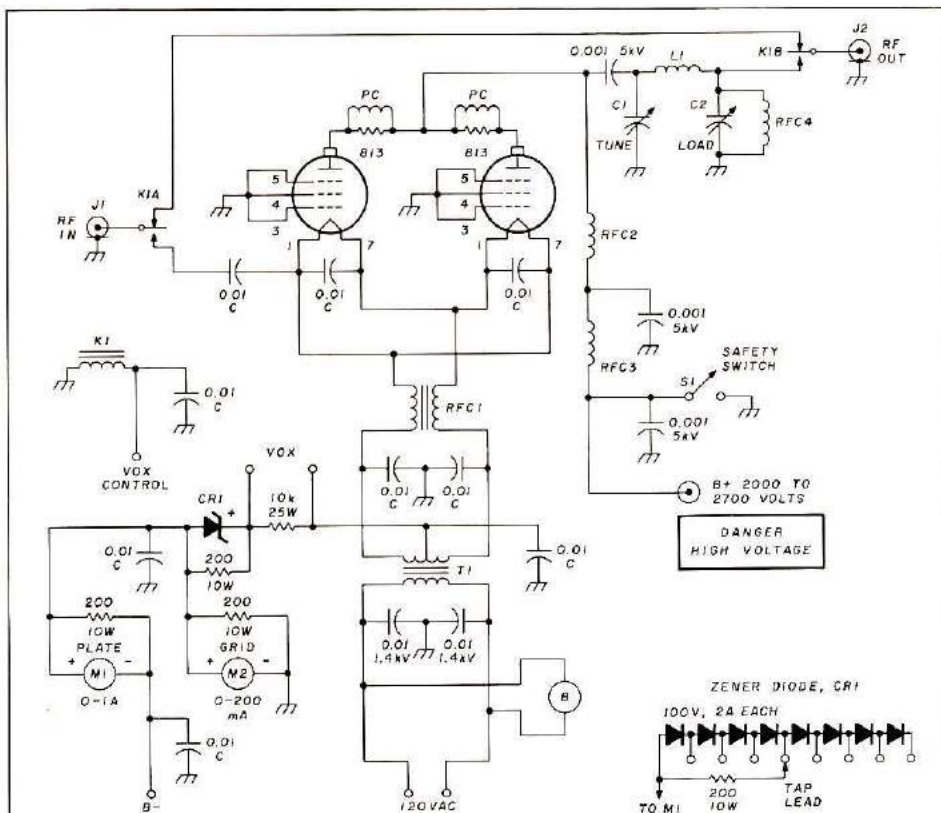 J2
RF
OUT
K1B
0.001 5kV
L1
C1
TUNE
C2
LOAD
RFC4
PC
PC
813
813
5
4
3
1
7
5
4
3
1
7
K1A
J1
RF
IN
0.01
C
0.01
C
0.01
C
RFC2
0.001
5kV
RFC3
SAFETY
SWITCH
S1
0.001
5kV
B+ 2000 TO
2700 VOLTS
DANGER
HIGH VOLTAGE
K1
0.01
C
VOX
CONTROL
RFC1
VOX
0.01
C
0.01
C
CR1
+
10k
25W
0.01
C
200
10W
0.01
C
T1
200
10W
PLATE
+
M1
-
0-1A
200
10W
GRID
+
M2
-
0-200
mA
0.01
1.4kV
0.01
1.4kV
B
0.01
C
B-
120VAC
ZENER DIODE, CR1
100V, 2A EACH
200
10W
TO M1
TAP
LEAD